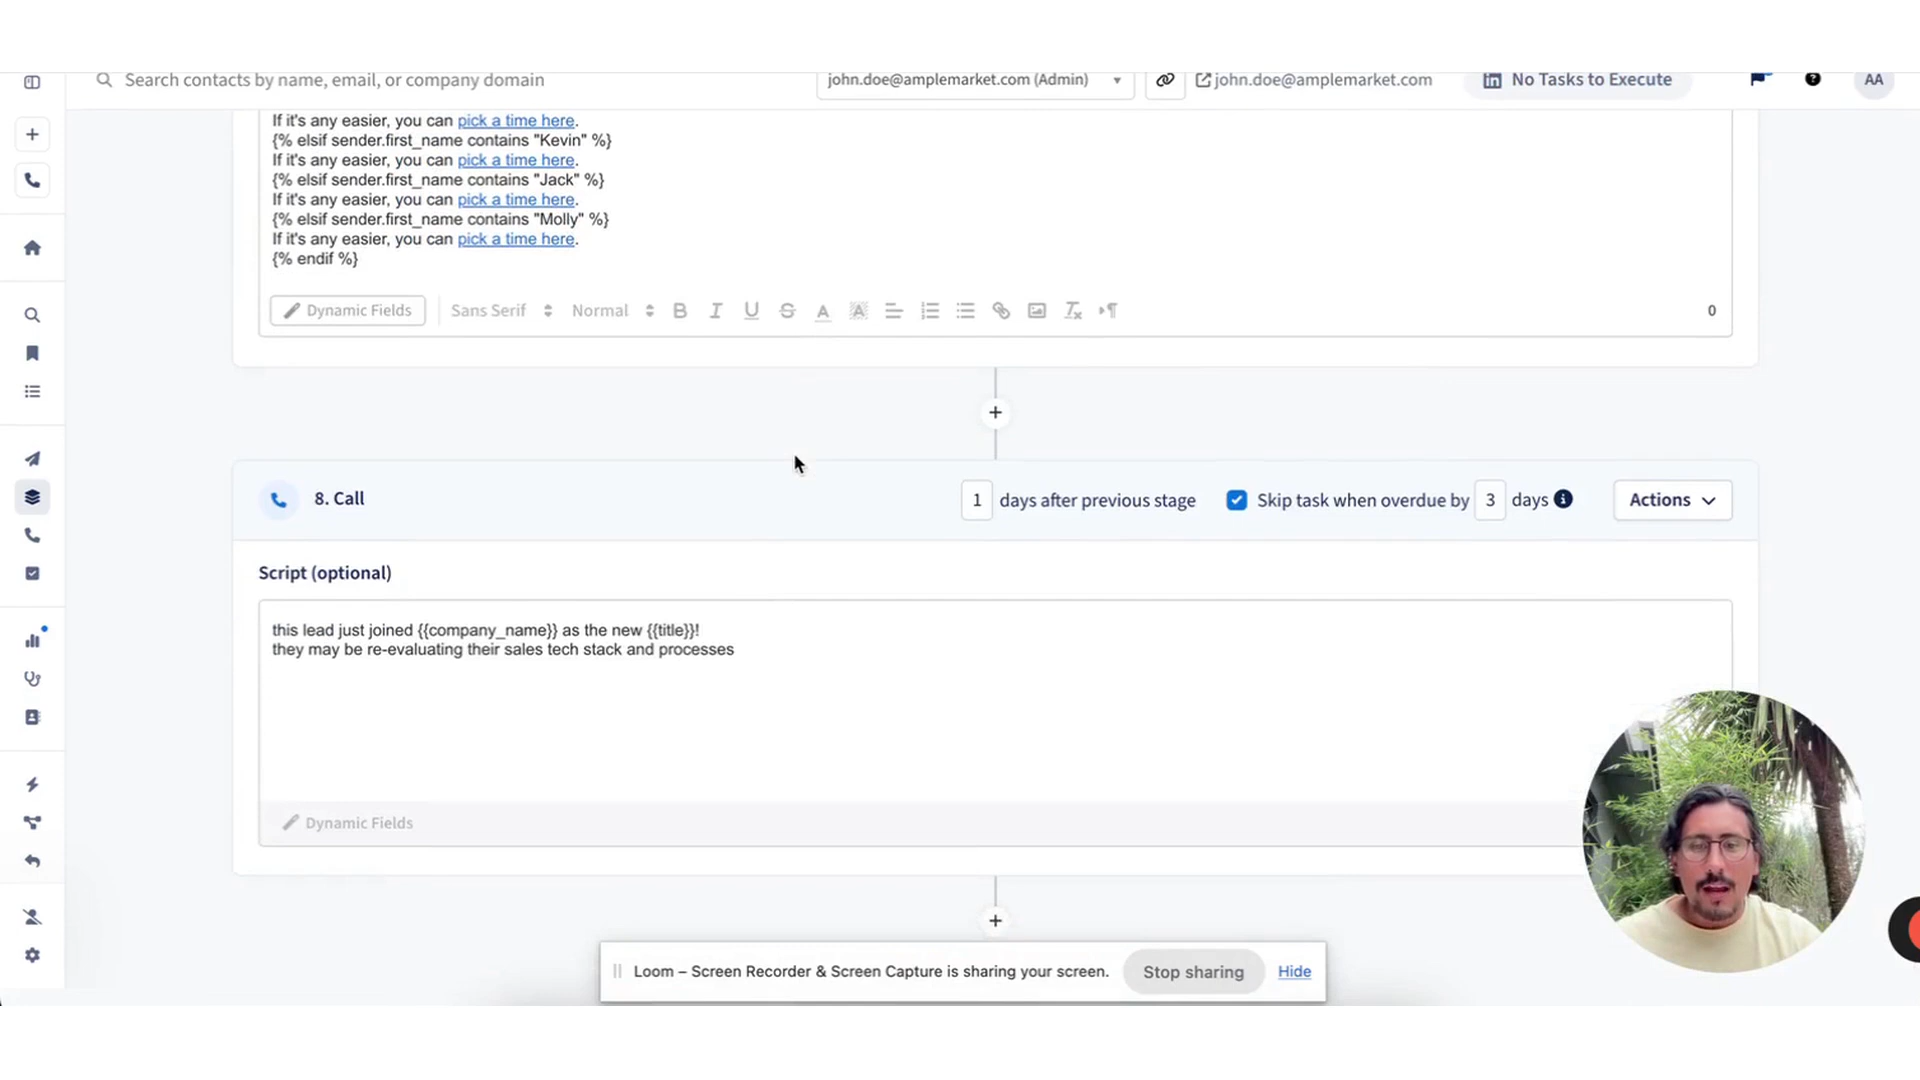 Search contacts by name, email, or company domain
john.doe@amplemarket.com (Admin)
john.doe@amplemarket.com
No Tasks to Execute
AA
If it's any easier, you can pick a time here.
{% elsif sender.first_name contains "Kevin" %}
If it's any easier, you can pick a time here.
{% elsif sender.first_name contains "Jack" %}
If it's any easier, you can pick a time here.
{% elsif sender.first_name contains "Molly" %}
If it's any easier, you can pick a time here.
{% endif %}
Dynamic Fields
Sans Serif
Normal
0
8. Call
1 days after previous stage
Skip task when overdue by 3 days
Actions
Script (optional)
this lead just joined {{company_name}} as the new {{title}}!
they may be re-evaluating their sales tech stack and processes
Dynamic Fields
Loom – Screen Recorder & Screen Capture is sharing your screen.
Stop sharing
Hide